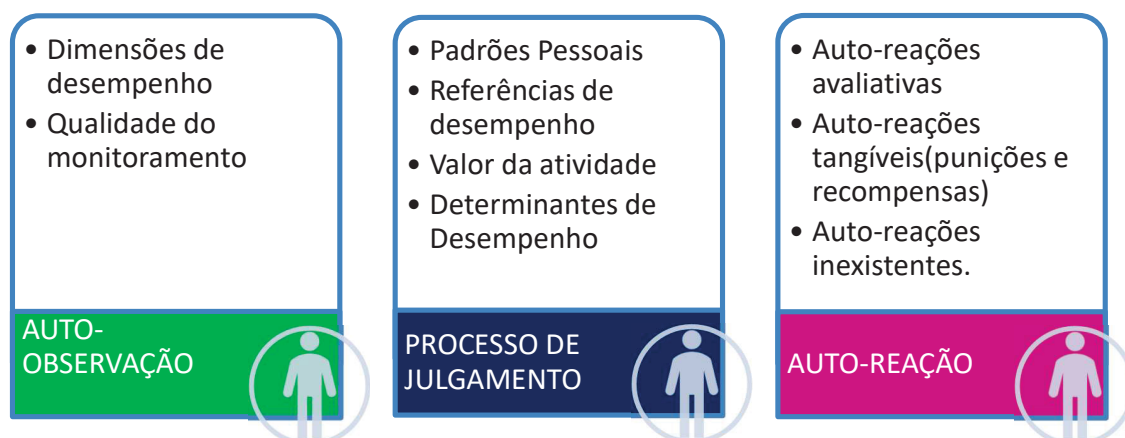 • Dimensões de
desempenho
• Qualidade do
monitoramento
AUTO-
OBSERVAÇÃO
• Padrões Pessoais
• Referências de
desempenho
• Valor da atividade
• Determinantes de
Desempenho
PROCESSO DE
JULGAMENTO
• Auto-reações
avaliativas
• Auto-reações
tangíveis(punições e
recompensas)
• Auto-reações
inexistentes.
AUTO-REAÇÃO